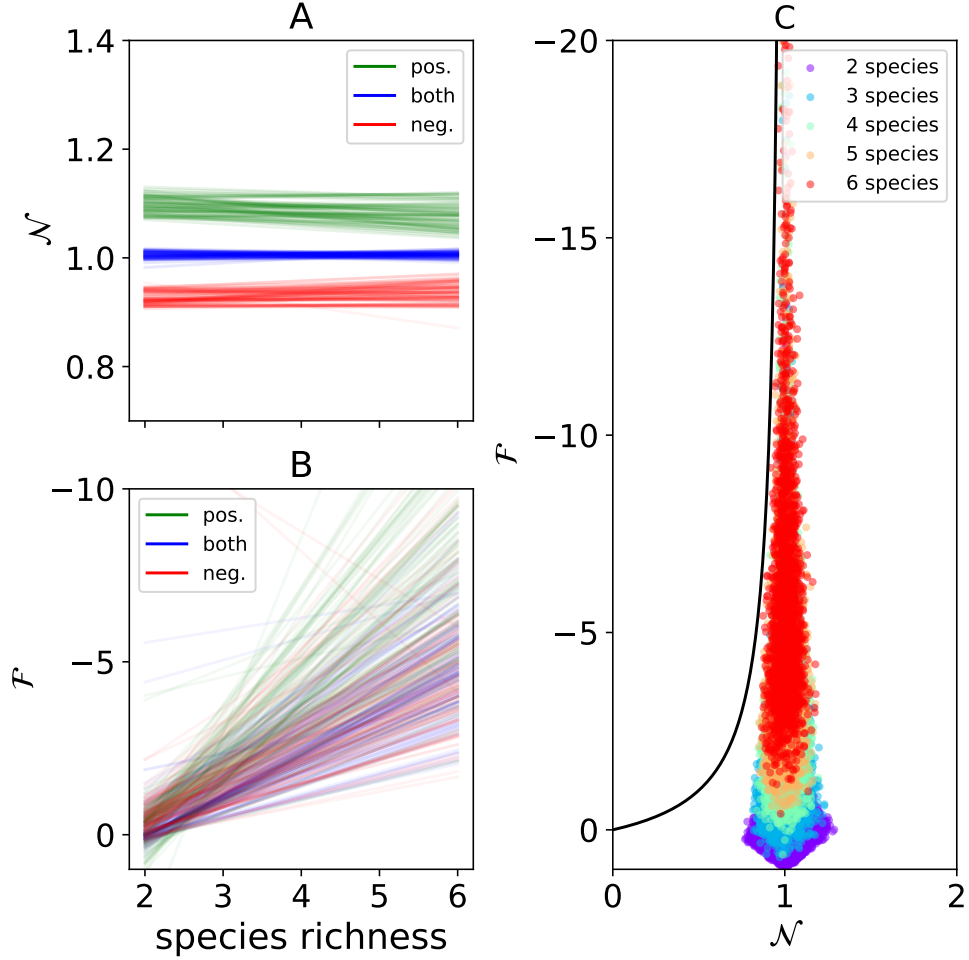 A
1.4
1.2
1.0
0.8
𝒩
pos.
both
neg.
B
−10
−5
0
ℱ
pos.
both
neg.
2 3 4 5 6
species richness
C
−20
−15
−10
−5
0
ℱ
2 species
3 species
4 species
5 species
6 species
0 1 2
𝒩